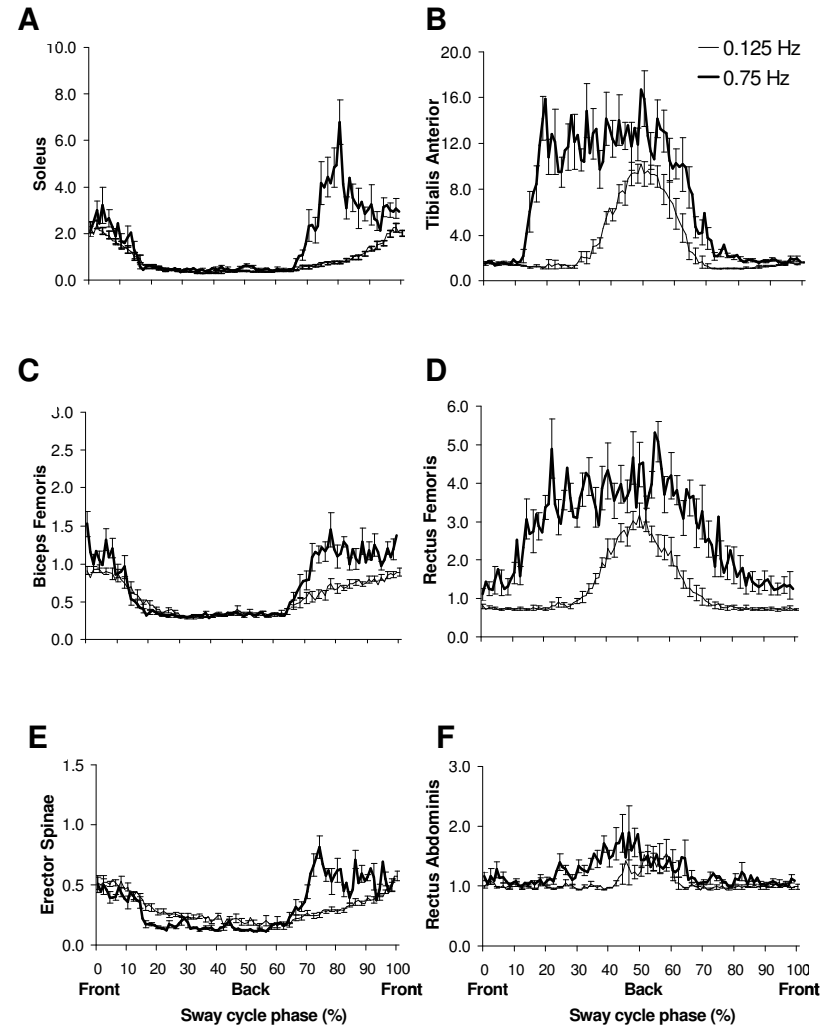 A
B
10.0
8.0
6.0
4.0
2.0
0.0
Soleus
20.0
16.0
12.0
8.0
4.0
0.0
Tibialis Anterior
0.125 Hz
0.75 Hz
C
D
3.0
2.5
2.0
1.5
1.0
0.5
0.0
Biceps Femoris
6.0
5.0
4.0
3.0
2.0
1.0
0.0
Rectus Femoris
E
F
1.5
1.0
0.5
0.0
Erector Spinae
0 10 20 30 40 50 60 70 80 90 100
Front Back Front
Sway cycle phase (%)
3.0
2.0
1.0
0.0
Rectus Abdominis
0 10 20 30 40 50 60 70 80 90 100
Front Back Front
Sway cycle phase (%)